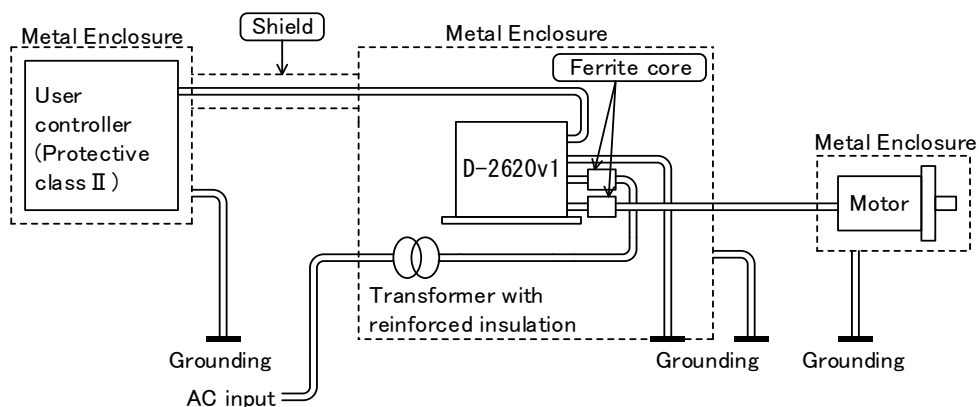 Shield
Metal Enclosure
Metal Enclosure
Ferrite core
User
controller
(Protective
class Ⅱ)
D-2620v1
Metal Enclosure
Motor
Transformer with
reinforced insulation
Grounding
Grounding
Grounding
AC input